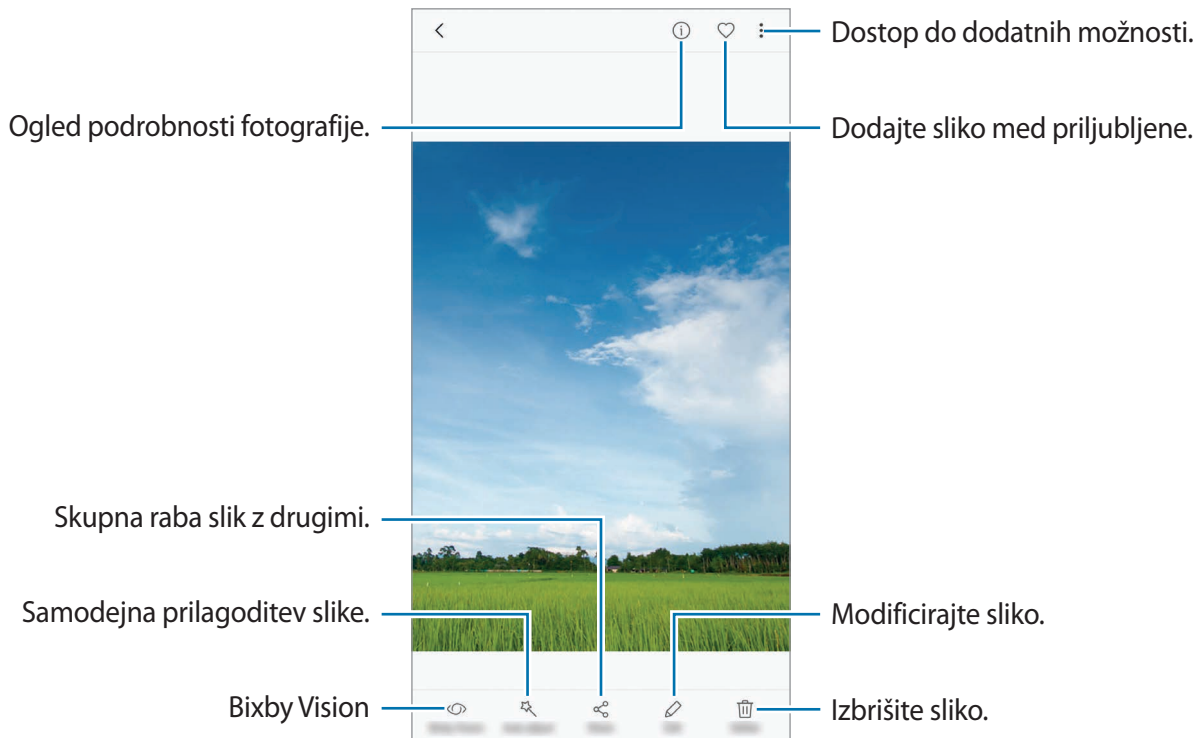 Dostop do dodatnih možnosti.
Ogled podrobnosti fotografije.
Dodajte sliko med priljubljene.
Skupna raba slik z drugimi.
Samodejna prilagoditev slike.
Modificirajte sliko.
Bixby Vision
Izbrišite sliko.